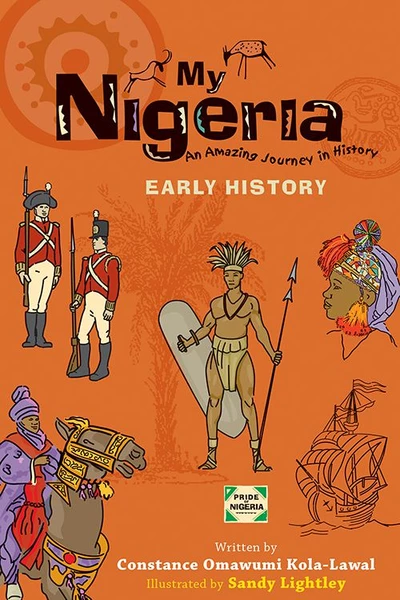 My
Nigeria
An Amazing Journey in History
EARLY HISTORY
PRIDE
OF
NIGERIA
Written by
Constance Omawumi Kola-Lawal
Illustrated by Sandy Lightley